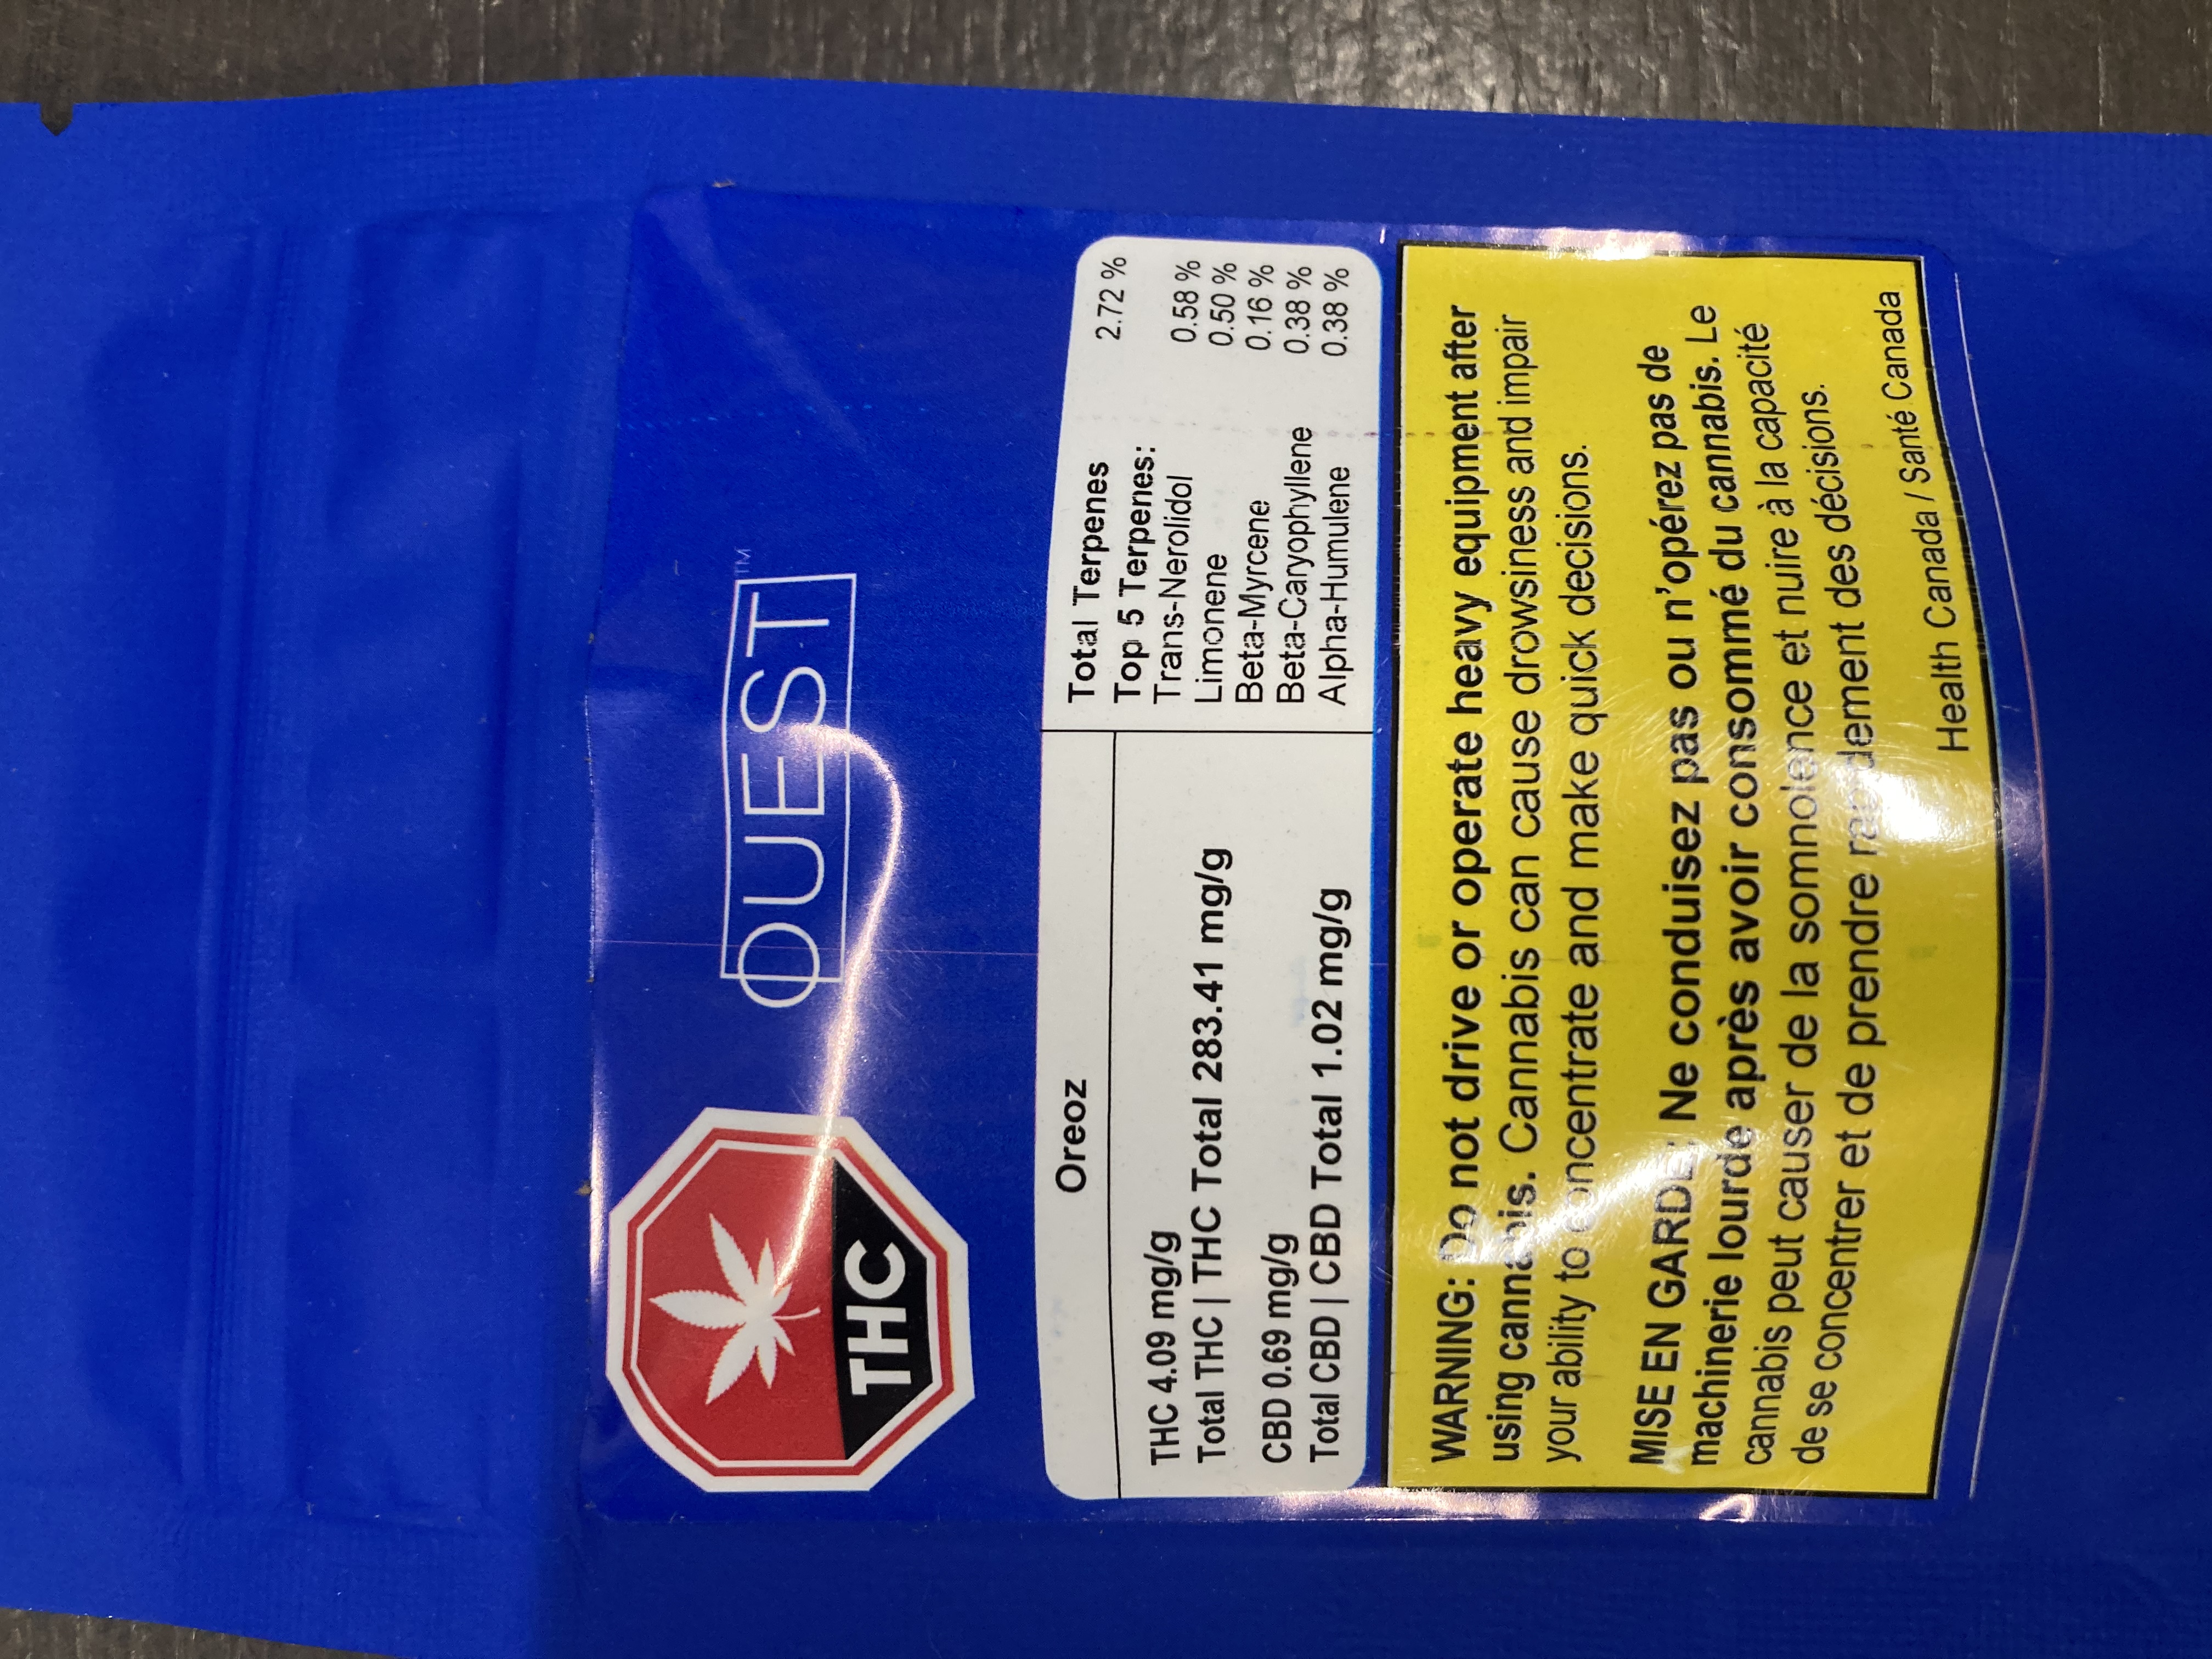 THC
OUEST™
Oreoz
THC 4.09 mg/g
Total THC | THC Total 283.41 mg/g
CBD 0.69 mg/g
Total CBD | CBD Total 1.02 mg/g
Total Terpenes 2.72 %
Top 5 Terpenes:
Trans-Nerolidol 0.58 %
Limonene 0.50 %
Beta-Myrcene 0.16 %
Beta-Caryophyllene 0.38 %
Alpha-Humulene 0.38 %
WARNING: Do not drive or operate heavy equipment after
using cannabis. Cannabis can cause drowsiness and impair
your ability to concentrate and make quick decisions.
MISE EN GARDE : Ne conduisez pas ou n'opérez pas de
machinerie lourde après avoir consommé du cannabis. Le
cannabis peut causer de la somnolence et nuire à la capacité
de se concentrer et de prendre rapidement des décisions.
Health Canada / Santé Canada